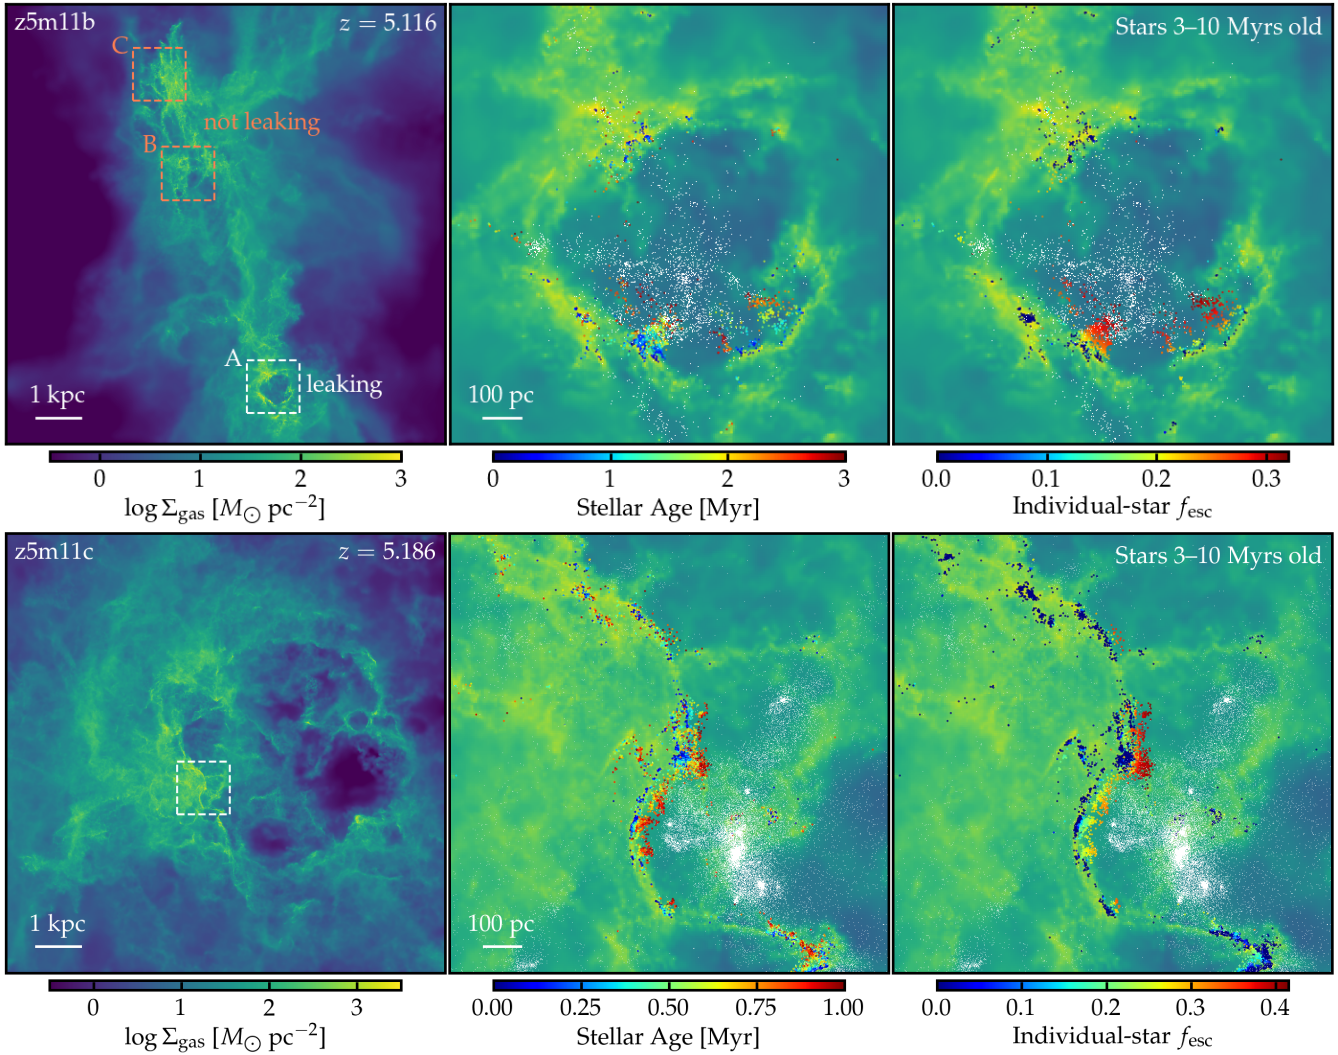 z5m11b
z = 5.116
C
not leaking
B
A
leaking
1 kpc
100 pc
Stars 3–10 Myrs old
0 1 2 3
log Σgas [M⊙ pc−2]
0 1 2 3
Stellar Age [Myr]
0.0 0.1 0.2 0.3
Individual-star fesc
z5m11c
z = 5.186
1 kpc
100 pc
Stars 3–10 Myrs old
0 1 2 3
log Σgas [M⊙ pc−2]
0.00 0.25 0.50 0.75 1.00
Stellar Age [Myr]
0.0 0.1 0.2 0.3 0.4
Individual-star fesc